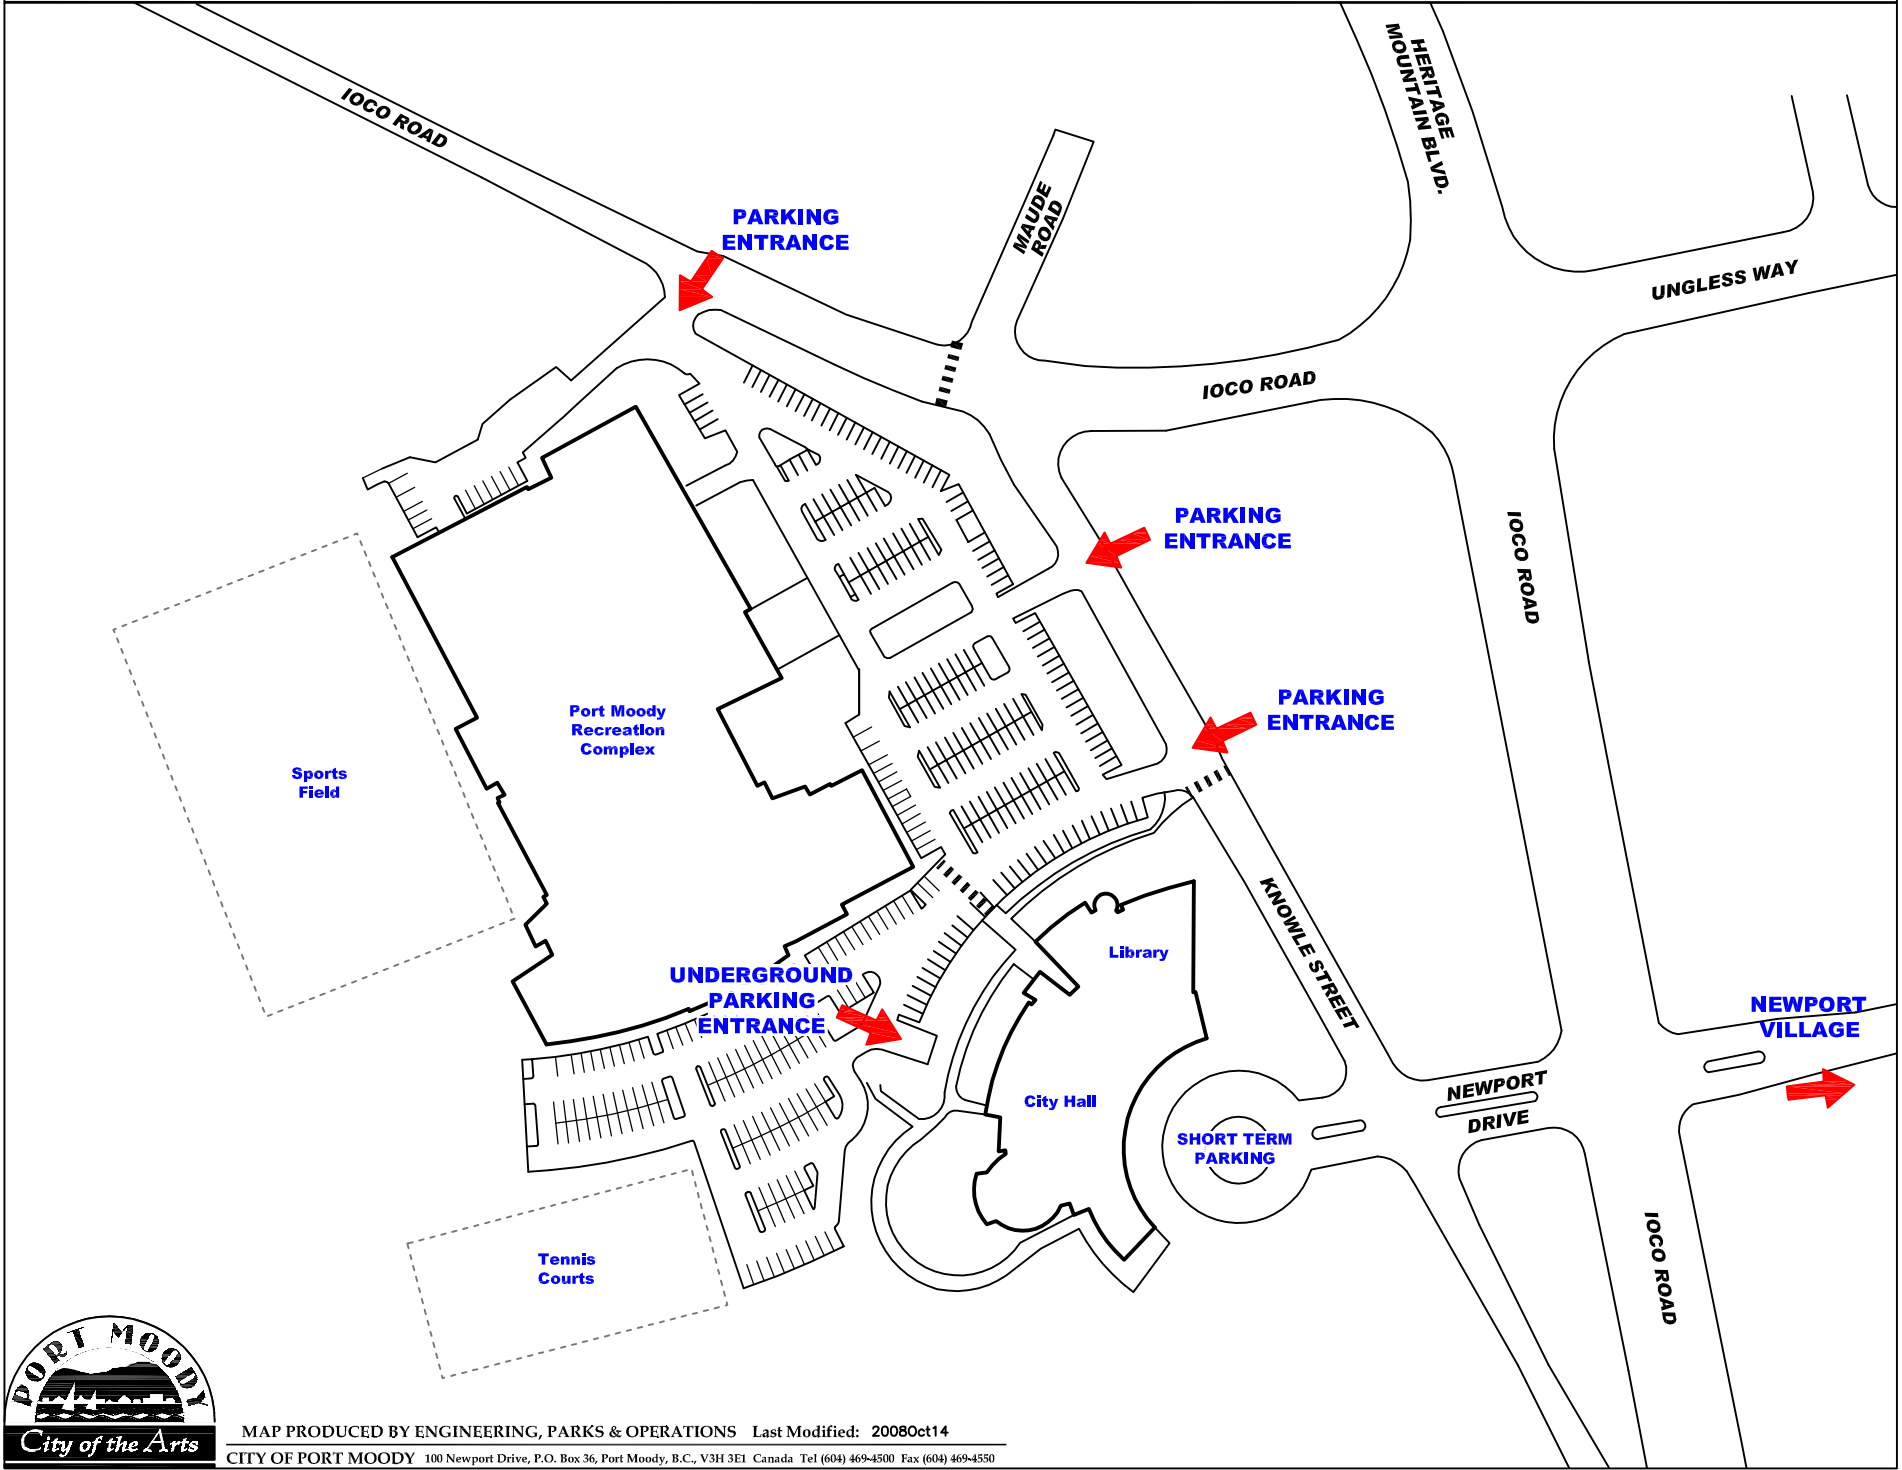 HERITAGE
MOUNTAIN BLVD.
IOCO ROAD
MAUDE
ROAD
PARKING
ENTRANCE
UNGLESS WAY
IOCO ROAD
PARKING
ENTRANCE
IOCO ROAD
PARKING
ENTRANCE
Port Moody
Recreation
Complex
Sports
Field
KNOWLE STREET
Library
UNDERGROUND
PARKING
ENTRANCE
NEWPORT
VILLAGE
City Hall
NEWPORT
DRIVE
SHORT TERM
PARKING
IOCO ROAD
Tennis
Courts
PORT MOODY
City of the Arts
MAP PRODUCED BY ENGINEERING, PARKS & OPERATIONS Last Modified: 2008Oct14
CITY OF PORT MOODY 100 Newport Drive, P.O. Box 36, Port Moody, B.C., V3H 3E1 Canada Tel (604) 469-4500 Fax (604) 469-4550